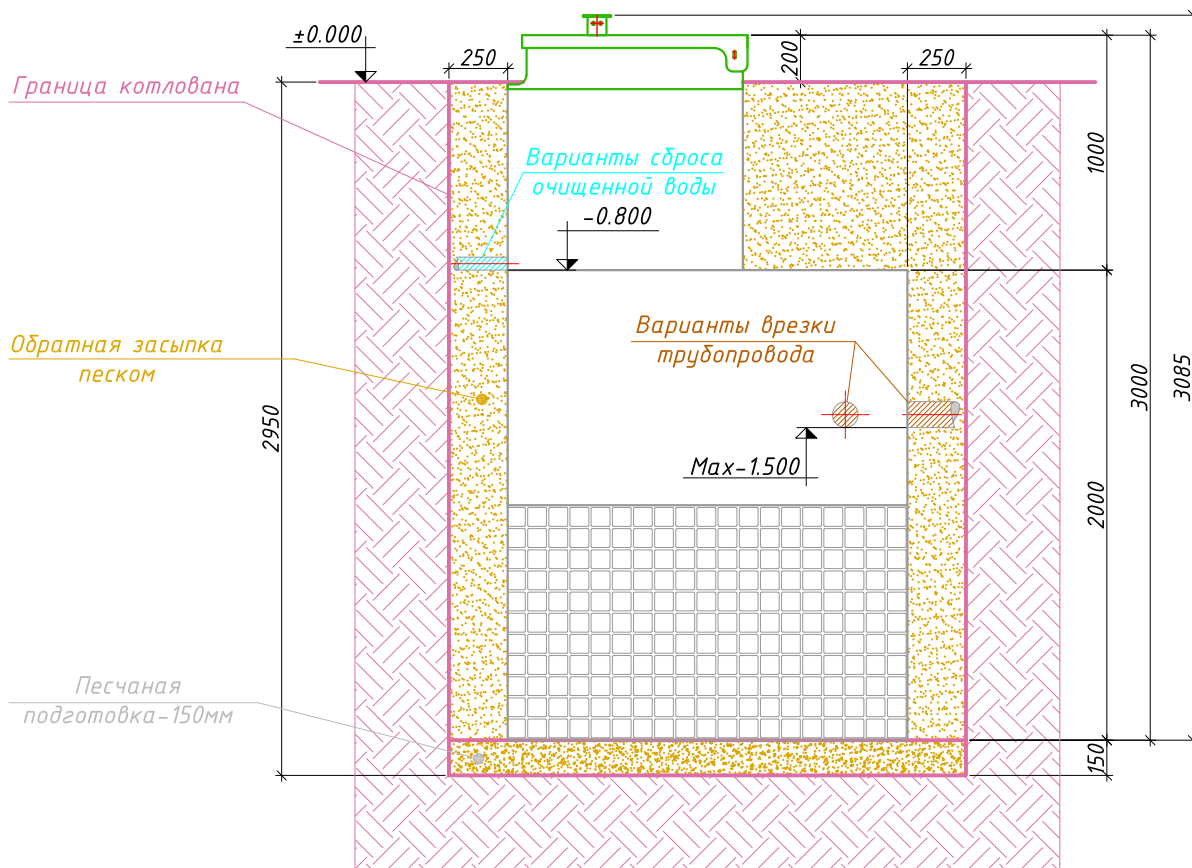 ±0.000
250
200
250
Граница котлована
1000
Варианты сброса
очищенной воды
-0.800
Варианты врезки
трубопровода
Обратная засыпка
песком
2950
3000
3085
Max-1.500
2000
Песчаная
подготовка-150мм
150